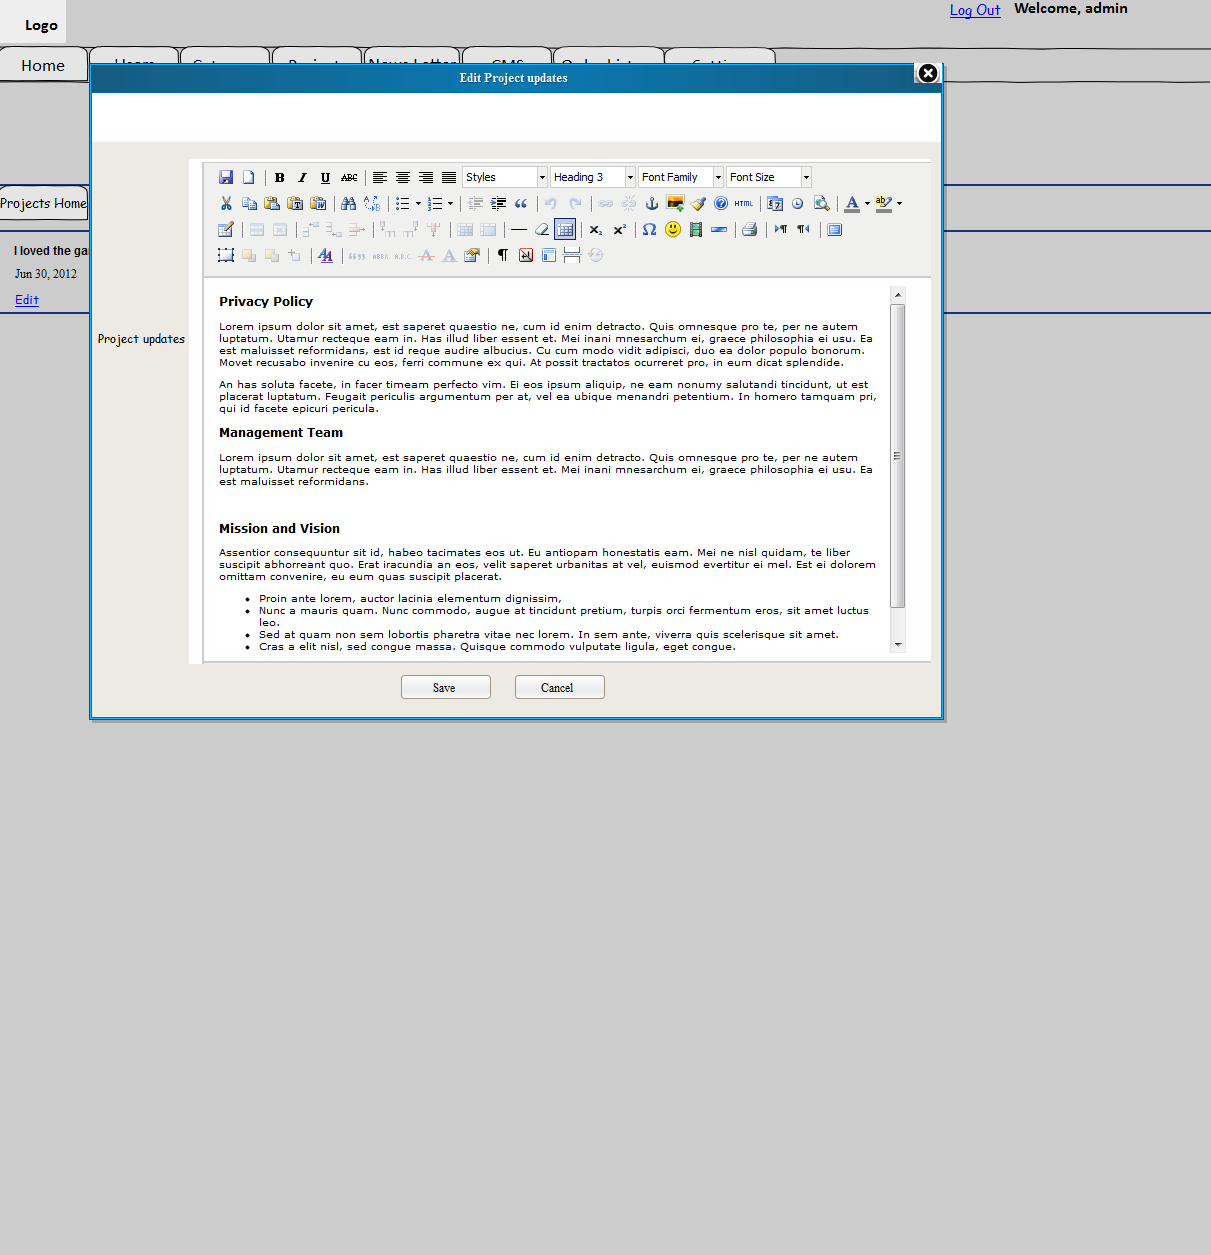 Logo
Log Out Welcome, admin
Home
Edit Project updates
Projects Home
I loved the ga
Jun 30, 2012
Edit
Project updates
B I U ABC Styles Heading 3 Font Family Font Size
HTML
Privacy Policy
Lorem ipsum dolor sit amet, est saperet quaestio ne, cum id enim detracto. Quis omnesque pro te, per ne autem
luptatum. Utamur recteque eam in. Has illud liber essent et. Mei inani mnesarchum ei, graece philosophia ei usu. Ea
est maluisset reformidans, est id reque audire albucius. Cu cum modo vidit adipisci, duo ea dolor populo bonorum.
Movet recusabo invenire cu eos, ferri commune ex qui. At possit tractatos ocurreret pro, in eum dicat splendide.
An has soluta facete, in facer timeam perfecto vim. Ei eos ipsum aliquip, ne eam nonumy salutandi tincidunt, ut est
placerat luptatum. Feugait periculis argumentum per at, vel ea ubique menandri petentium. In homero tamquam pri,
qui id facete epicuri pericula.
Management Team
Lorem ipsum dolor sit amet, est saperet quaestio ne, cum id enim detracto. Quis omnesque pro te, per ne autem
luptatum. Utamur recteque eam in. Has illud liber essent et. Mei inani mnesarchum ei, graece philosophia ei usu. Ea
est maluisset reformidans.
Mission and Vision
Assentior consequuntur sit id, habeo tacimates eos ut. Eu antiopam honestatis eam. Mei ne nisl quidam, te liber
suscipit abhorreant quo. Erat iracundia an eos, velit saperet urbanitas at vel, euismod evertitur ei mel. Est ei dolorem
omittam convenire, eu eum quas suscipit placerat.
• Proin ante lorem, auctor lacinia elementum dignissim,
• Nunc a mauris quam. Nunc commodo, augue at tincidunt pretium, turpis orci fermentum eros, sit amet luctus
leo.
• Sed at quam non sem lobortis pharetra vitae nec lorem. In sem ante, viverra quis scelerisque sit amet.
• Cras a elit nisl, sed congue massa. Quisque commodo vulputate ligula, eget congue.
Save Cancel